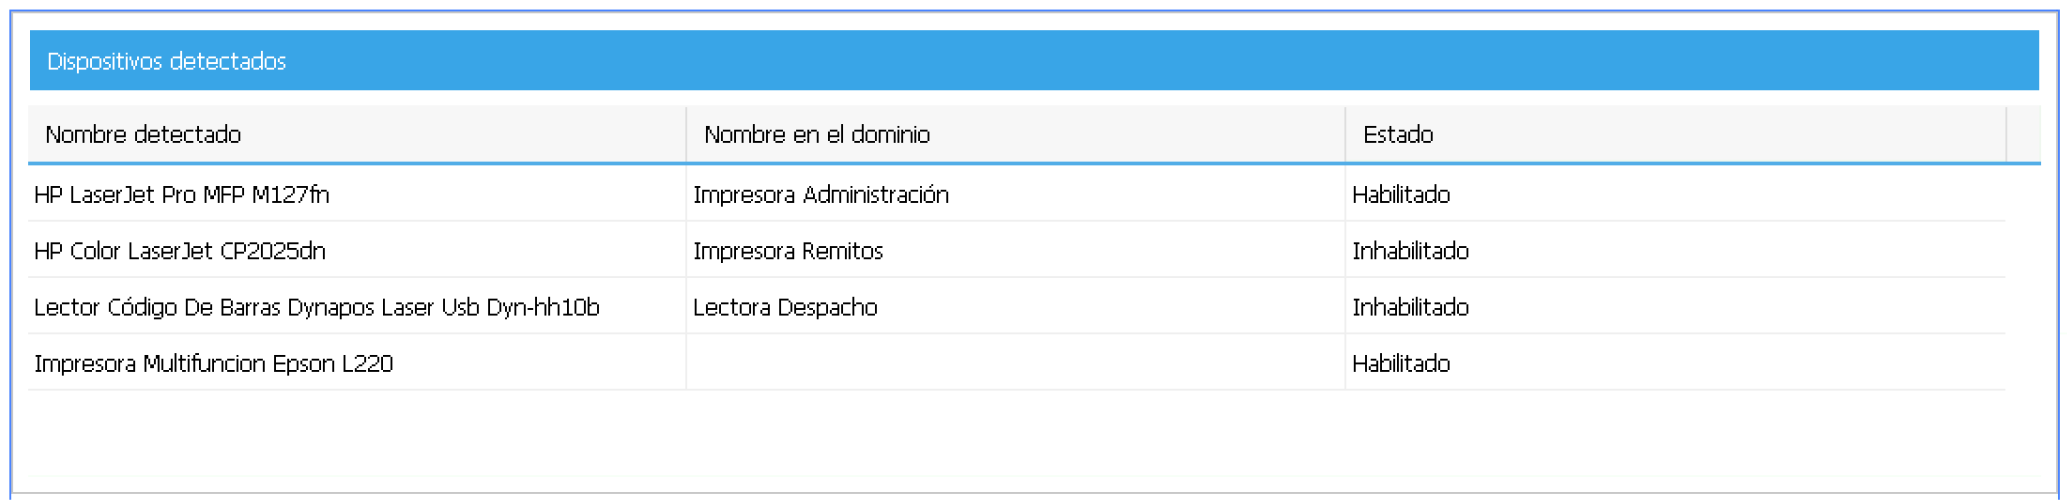 Dispositivos detectados
Nombre detectado Nombre en el dominio Estado
HP LaserJet Pro MFP M127fn Impresora Administración Habilitado
HP Color LaserJet CP2025dn Impresora Remitos Inhabilitado
Lector Código De Barras Dynapos Laser Usb Dyn-hh10b Lectora Despacho Inhabilitado
Impresora Multifuncion Epson L220 Habilitado